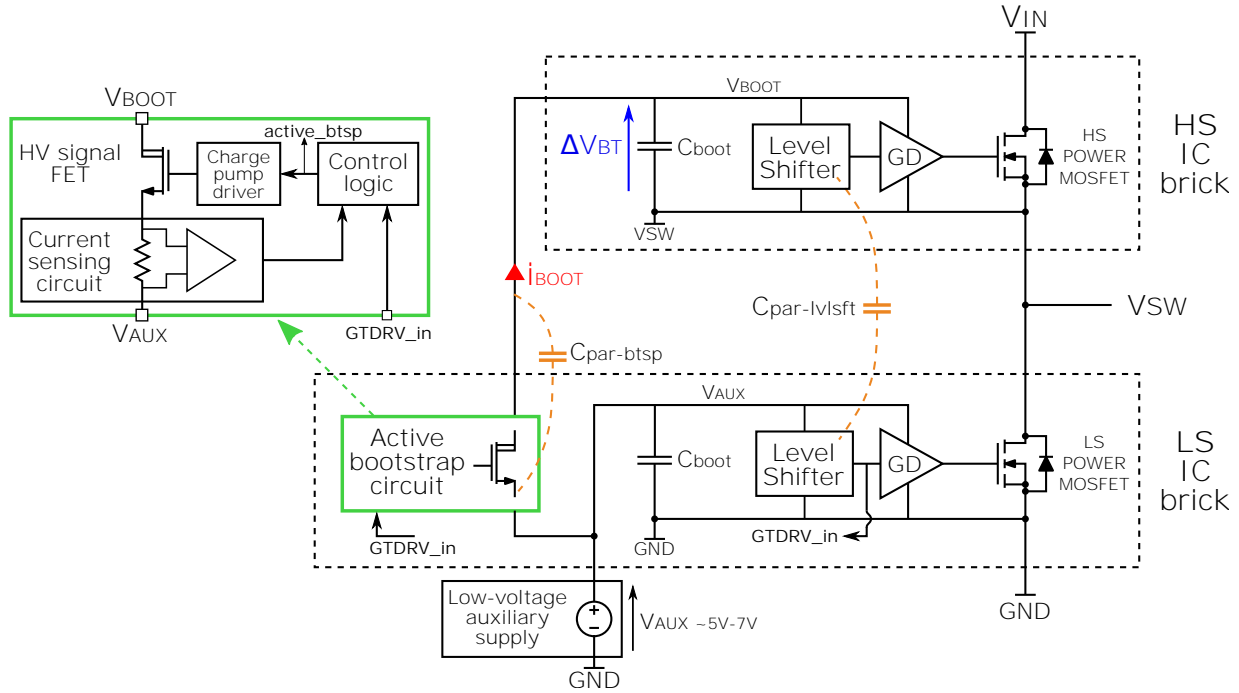 VBOOT
HV signal
FET
active_btsp
Charge
pump
driver
Control
logic
Current
sensing
circuit
VAUX
GTDRV_in
VIN
VBOOT
ΔVBT
Cboot
Level
Shifter
GD
HS
POWER
MOSFET
HS
IC
brick
VSW
iBOOT
Cpar-btsp
Cpar-lvlsft
VSW
VAUX
Active
bootstrap
circuit
Cboot
Level
Shifter
GD
LS
POWER
MOSFET
LS
IC
brick
GTDRV_in
GND
GTDRV_in
Low-voltage
auxiliary
supply
+
−
VAUX ~5V-7V
GND
GND